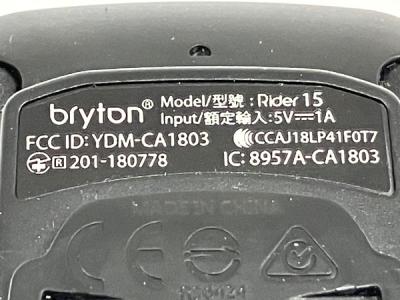 bryton® Model/型號 : Rider 15
Input/額定輸入:5V⎓1A
FCC ID: YDM-CA1803
CCAJ18LP41F0T7
R 201-180778
IC: 8957A-CA1803
MADE IN CHINA